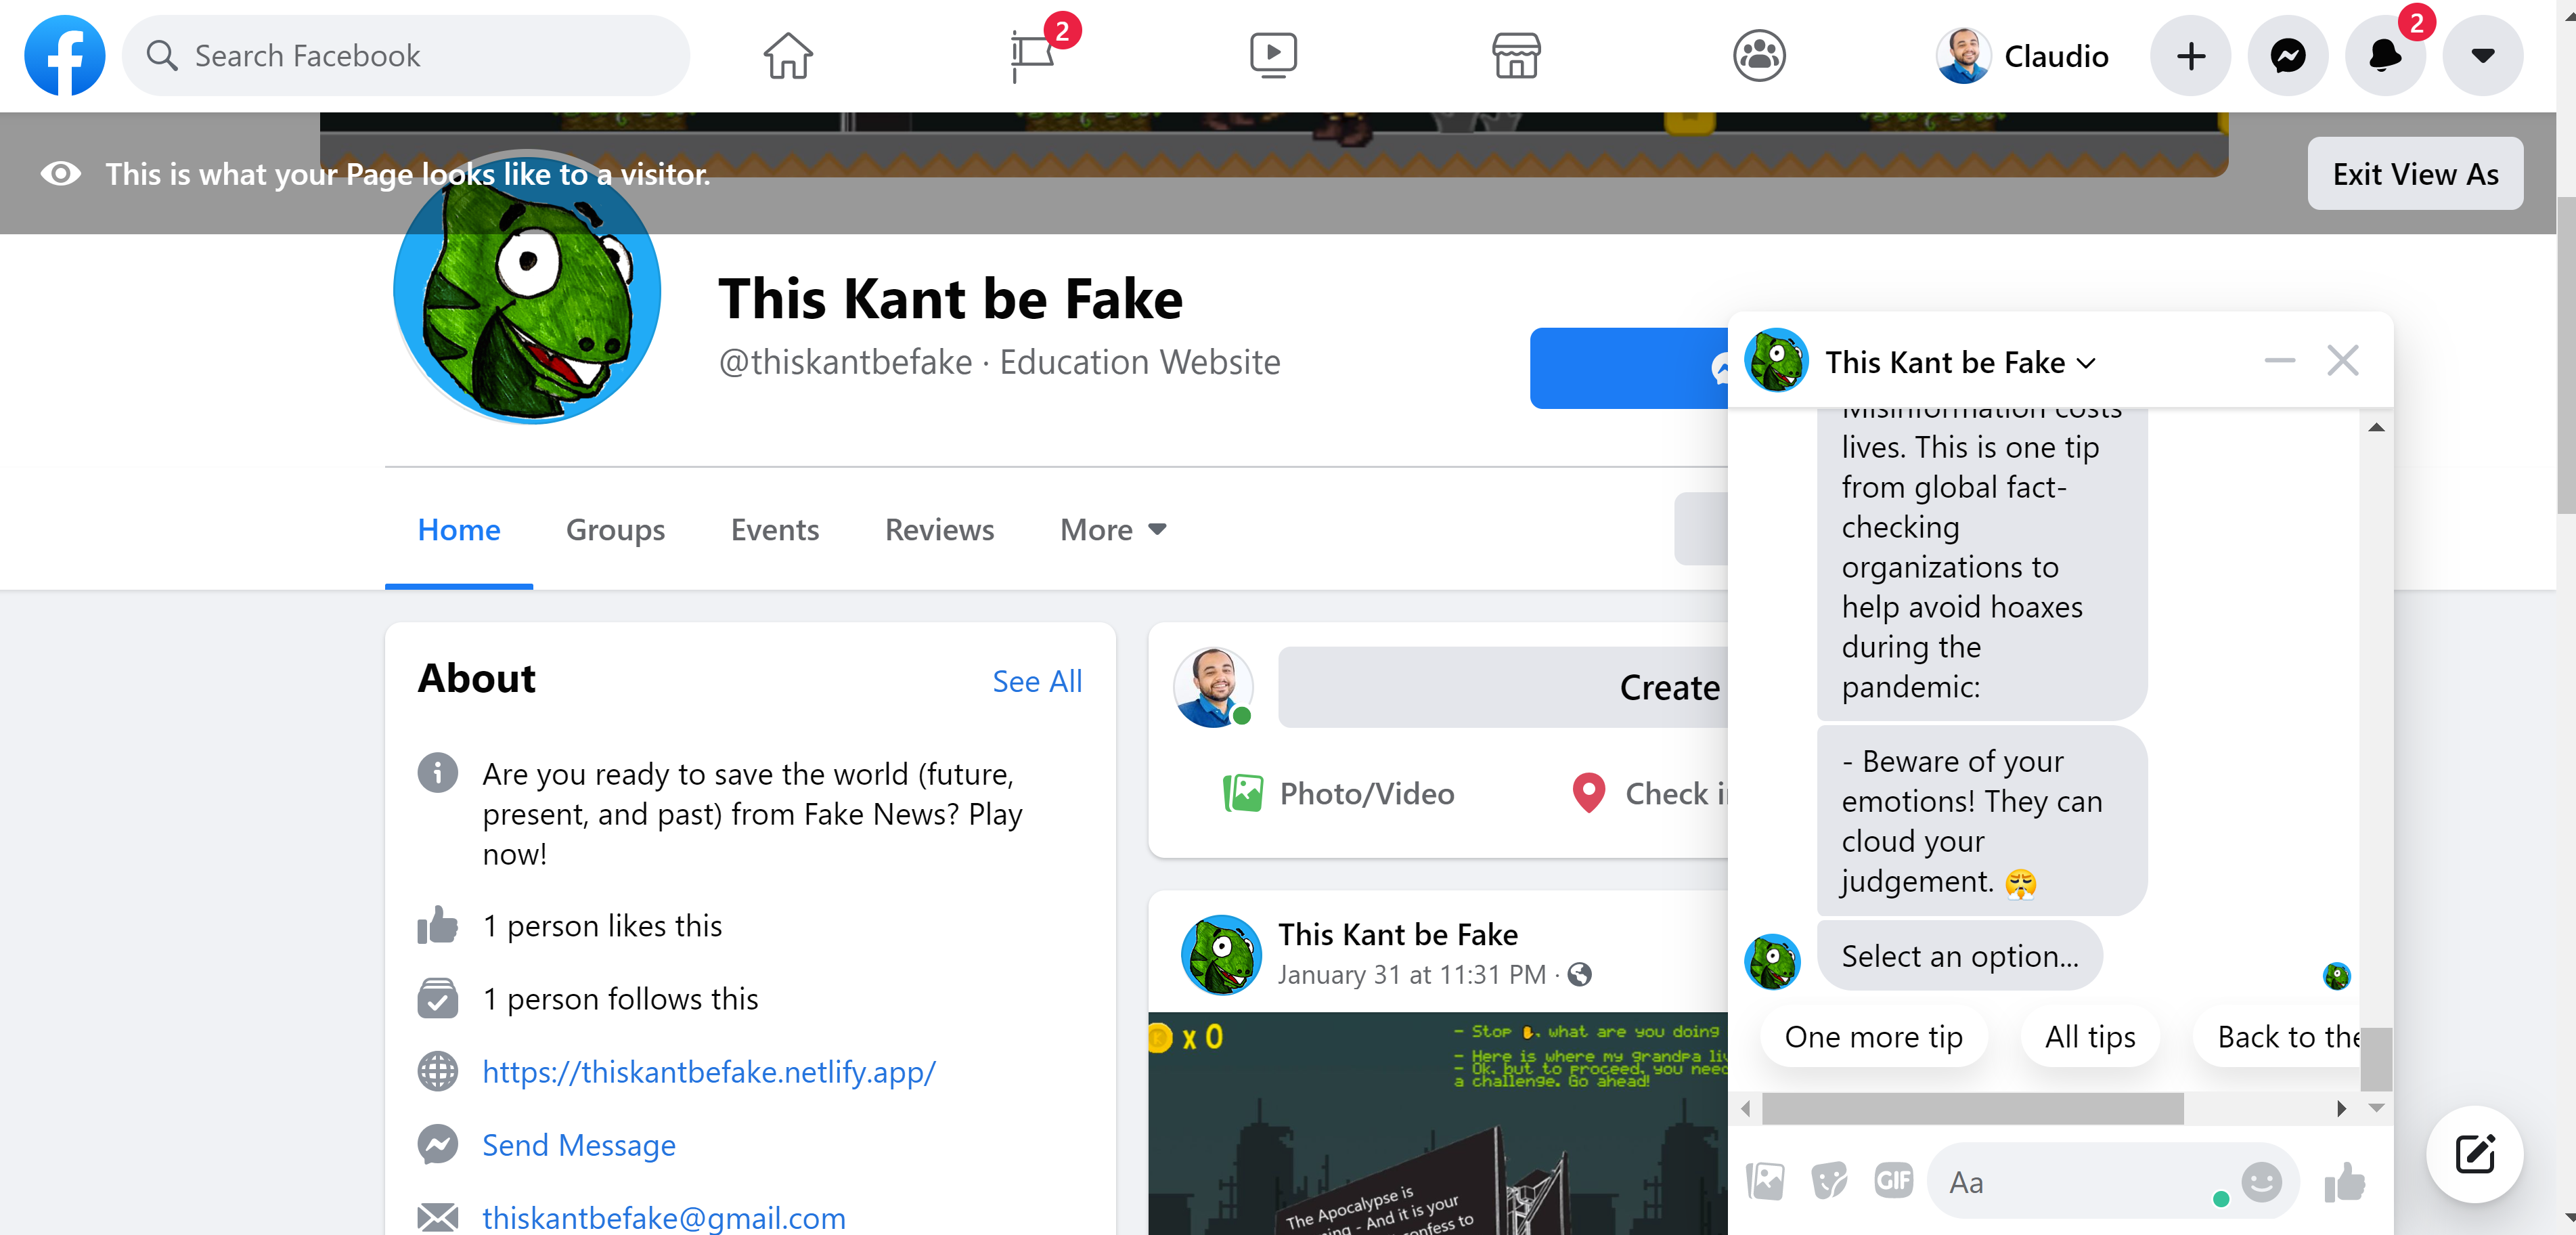 Search Facebook
2
Claudio
2
This is what your Page looks like to a visitor.
Exit View As
This Kant be Fake
@thiskantbefake · Education Website
Home
Groups
Events
Reviews
More
About
See All
Are you ready to save the world (future,
present, and past) from Fake News? Play
now!
1 person likes this
1 person follows this
https://thiskantbefake.netlify.app/
Send Message
thiskantbefake@gmail.com
Create
Photo/Video
Check
This Kant be Fake
January 31 at 11:31 PM ·
x 0
- Stop ✋, what are you doing
- Here is where my grandpa
- Ok, but to proceed, you need
a challenge. Go ahead!
The Apocalypse is
- And it is your
to
This Kant be Fake
Misinformation costs
lives. This is one tip
from global fact-
checking
organizations to
help avoid hoaxes
during the
pandemic:
- Beware of your
emotions! They can
cloud your
judgement. 😤
Select an option...
One more tip
All tips
Back to the
GIF
Aa